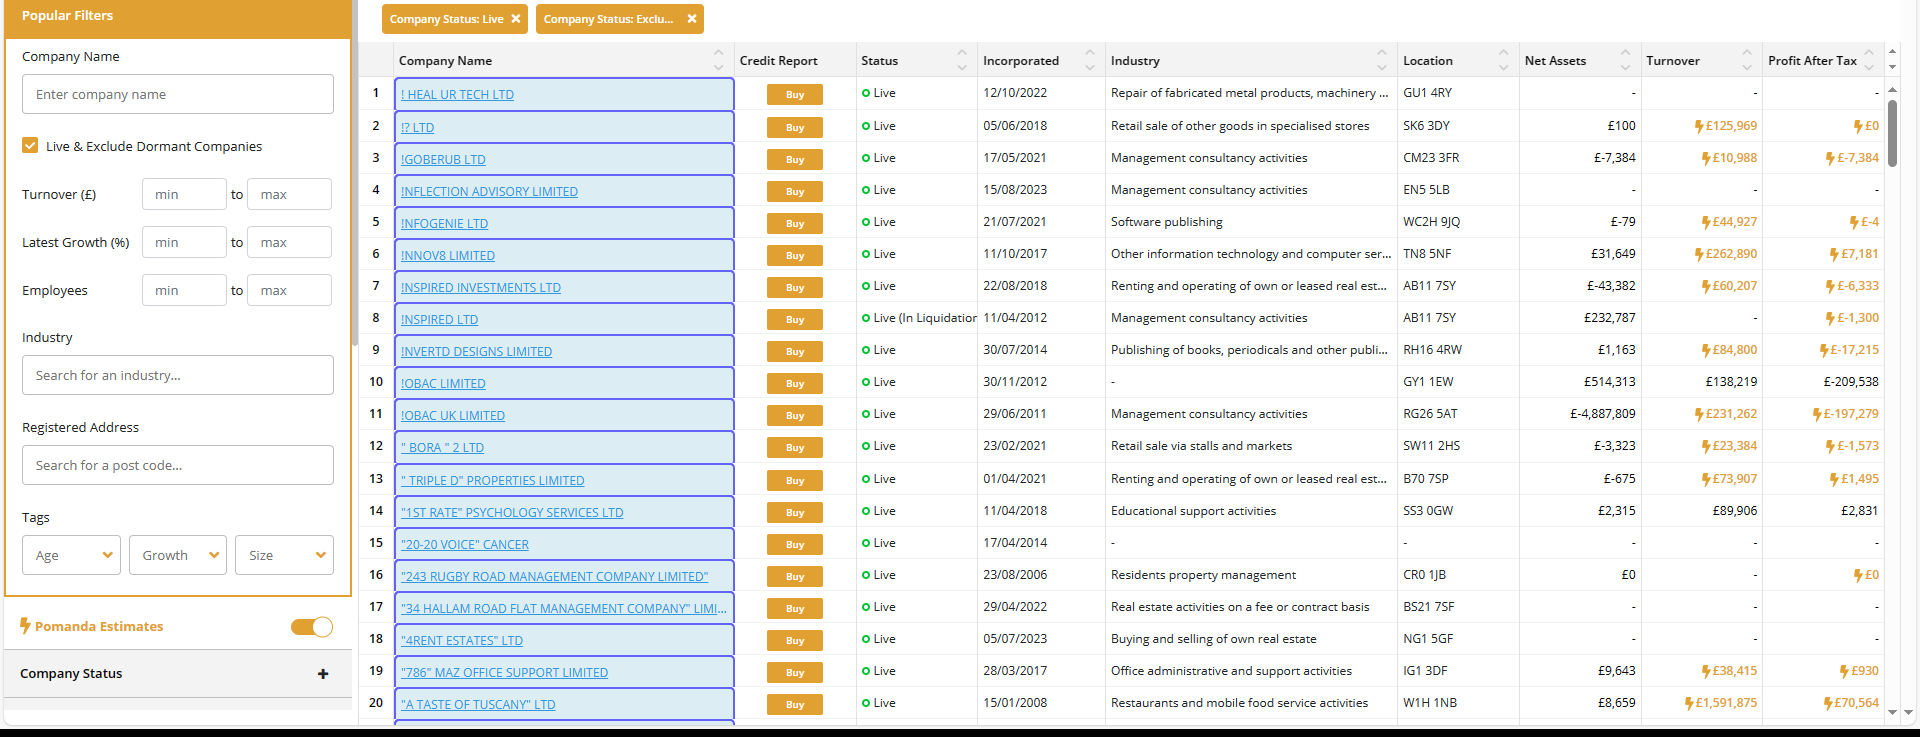 Popular Filters
Company Name
Enter company name
Live & Exclude Dormant Companies
Turnover (£) min to max
Latest Growth (%) min to max
Employees min to max
Industry
Search for an industry...
Registered Address
Search for a post code...
Tags
Age Growth Size
Pomanda Estimates
Company Status +
Company Status: Live × Company Status: Exclu... ×
Company Name Credit Report Status Incorporated Industry Location Net Assets Turnover Profit After Tax
1 ! HEAL UR TECH LTD Buy Live 12/10/2022 Repair of fabricated metal products, machinery ... GU1 4RY - - -
2 !? LTD Buy Live 05/06/2018 Retail sale of other goods in specialised stores SK6 3DY £100 £125,969 £0
3 !GOBERUB LTD Buy Live 17/05/2021 Management consultancy activities CM23 3FR £-7,384 £10,988 £-7,384
4 !NFLECTION ADVISORY LIMITED Buy Live 15/08/2023 Management consultancy activities EN5 5LB - - -
5 !NFOGENIE LTD Buy Live 21/07/2021 Software publishing WC2H 9JQ £-79 £44,927 £-4
6 !NNOV8 LIMITED Buy Live 11/10/2017 Other information technology and computer ser... TN8 5NF £31,649 £262,890 £7,181
7 !NSPIRED INVESTMENTS LTD Buy Live 22/08/2018 Renting and operating of own or leased real est... AB11 7SY £-43,382 £60,207 £-6,333
8 !NSPIRED LTD Buy Live (In Liquidation 11/04/2012 Management consultancy activities AB11 7SY £232,787 - £-1,300
9 !NVERTD DESIGNS LIMITED Buy Live 30/07/2014 Publishing of books, periodicals and other publi... RH16 4RW £1,163 £84,800 £-17,215
10 !OBAC LIMITED Buy Live 30/11/2012 - GY1 1EW £514,313 £138,219 £-209,538
11 !OBAC UK LIMITED Buy Live 29/06/2011 Management consultancy activities RG26 5AT £-4,887,809 £231,262 £-197,279
12 " BORA " 2 LTD Buy Live 23/02/2021 Retail sale via stalls and markets SW11 2HS £-3,323 £23,384 £-1,573
13 " TRIPLE D" PROPERTIES LIMITED Buy Live 01/04/2021 Renting and operating of own or leased real est... B70 7SP £-675 £73,907 £1,495
14 "1ST RATE" PSYCHOLOGY SERVICES LTD Buy Live 11/04/2018 Educational support activities SS3 0GW £2,315 £89,906 £2,831
15 "20-20 VOICE" CANCER Buy Live 17/04/2014 - - - - -
16 "243 RUGBY ROAD MANAGEMENT COMPANY LIMITED" Buy Live 23/08/2006 Residents property management CR0 1JB £0 - £0
17 "34 HALLAM ROAD FLAT MANAGEMENT COMPANY" LIMI... Buy Live 29/04/2022 Real estate activities on a fee or contract basis BS21 7SF - - -
18 "4RENT ESTATES" LTD Buy Live 05/07/2023 Buying and selling of own real estate NG1 5GF - - -
19 "786" MAZ OFFICE SUPPORT LIMITED Buy Live 28/03/2017 Office administrative and support activities IG1 3DF £9,643 £38,415 £930
20 "A TASTE OF TUSCANY" LTD Buy Live 15/01/2008 Restaurants and mobile food service activities W1H 1NB £8,659 £1,591,875 £70,564